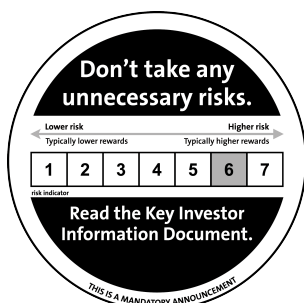 Don't take any
unnecessary risks.
Lower risk Higher risk
Typically lower rewards Typically higher rewards
1 2 3 4 5 6 7
risk indicator
Read the Key Investor
Information Document.
THIS IS A MANDATORY ANNOUNCEMENT